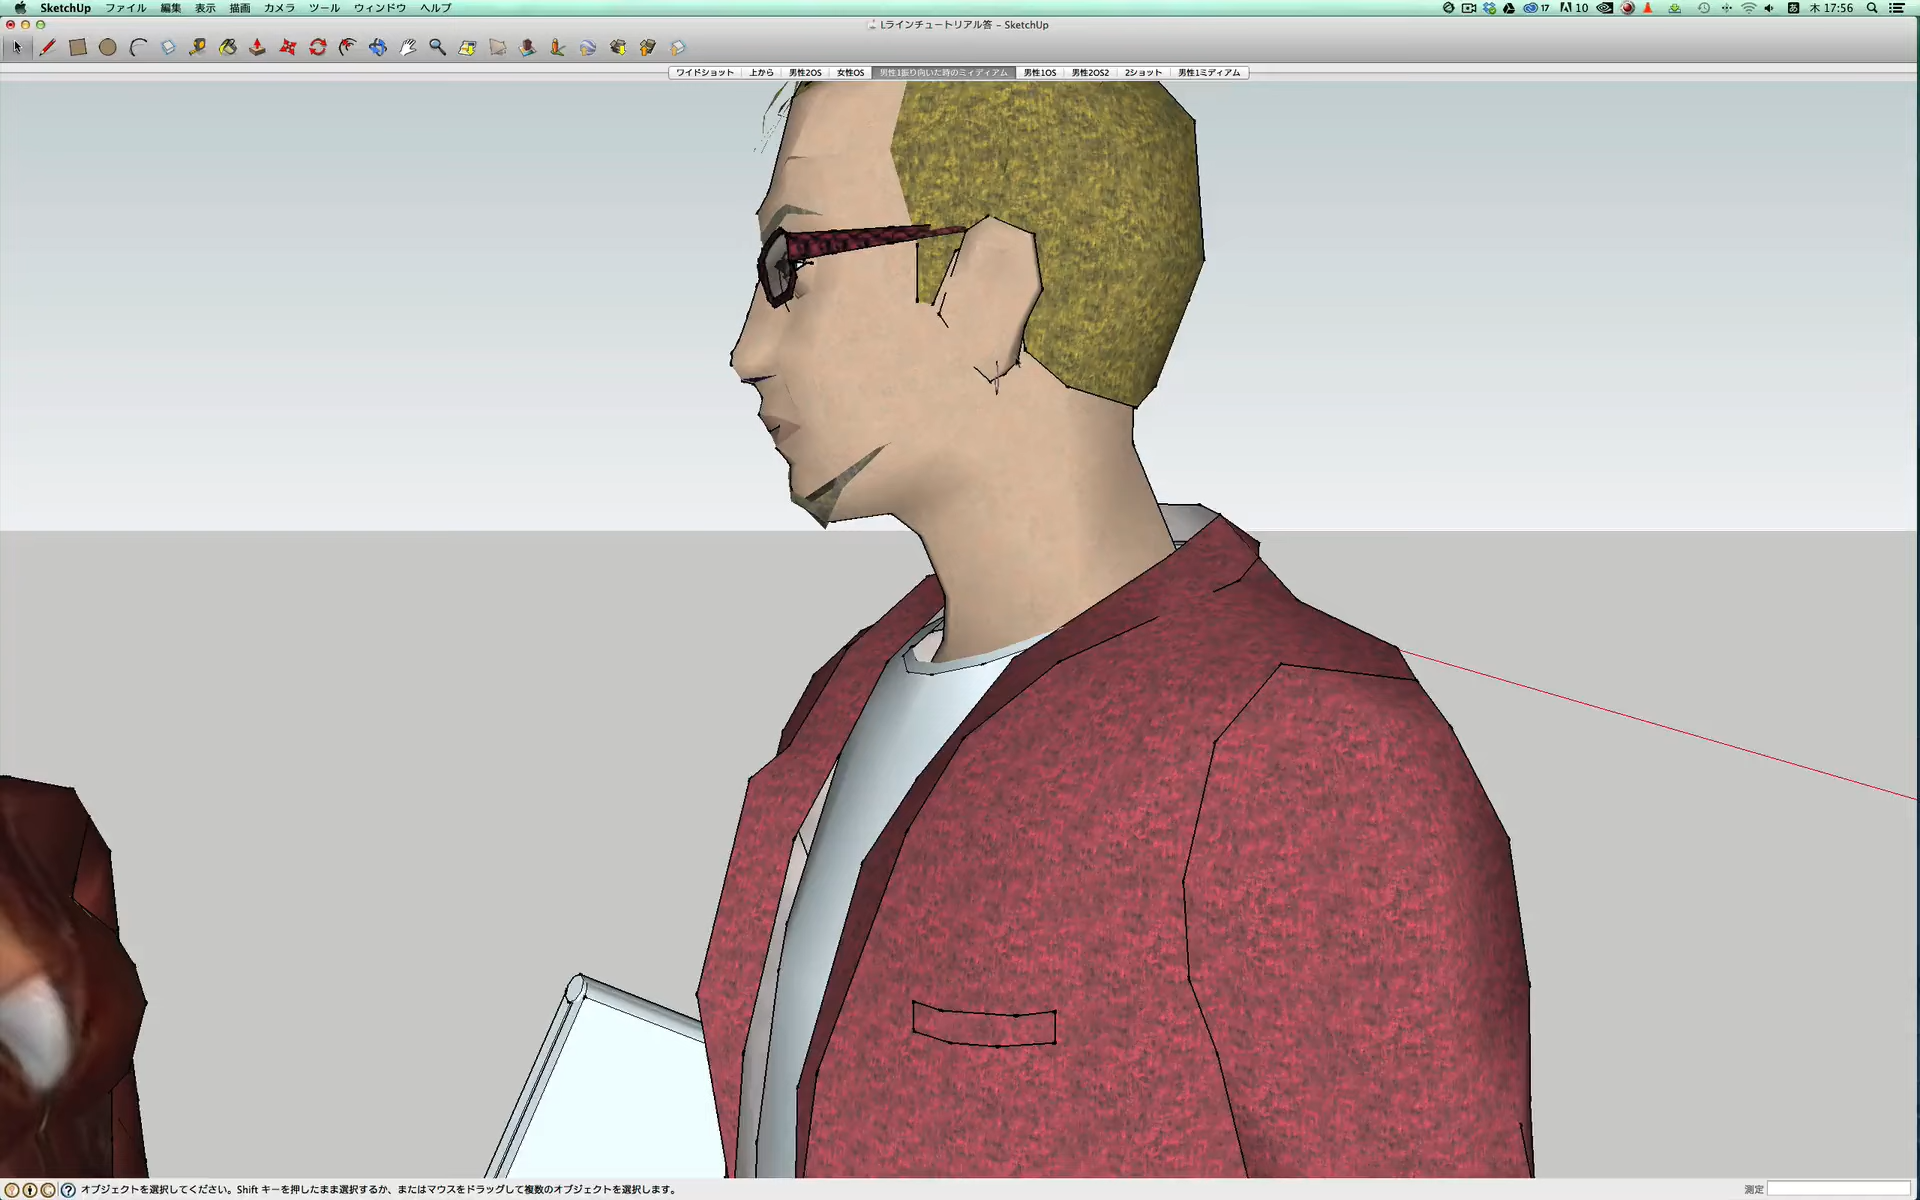 SketchUp ファイル 編集 表示 描画 カメラ ツール ウィンドウ ヘルプ 17 10 あ 木 17:56
Lラインチュートリアル答 - SketchUp
ワイドショット 上から 男性2OS 女性OS 男性1振り向いた時のミィディアム 男性1OS 男性2OS2 2ショット 男性1ミディアム
オブジェクトを選択してください。Shift キーを押したまま選択するか、またはマウスをドラッグして複数のオブジェクトを選択します。 測定